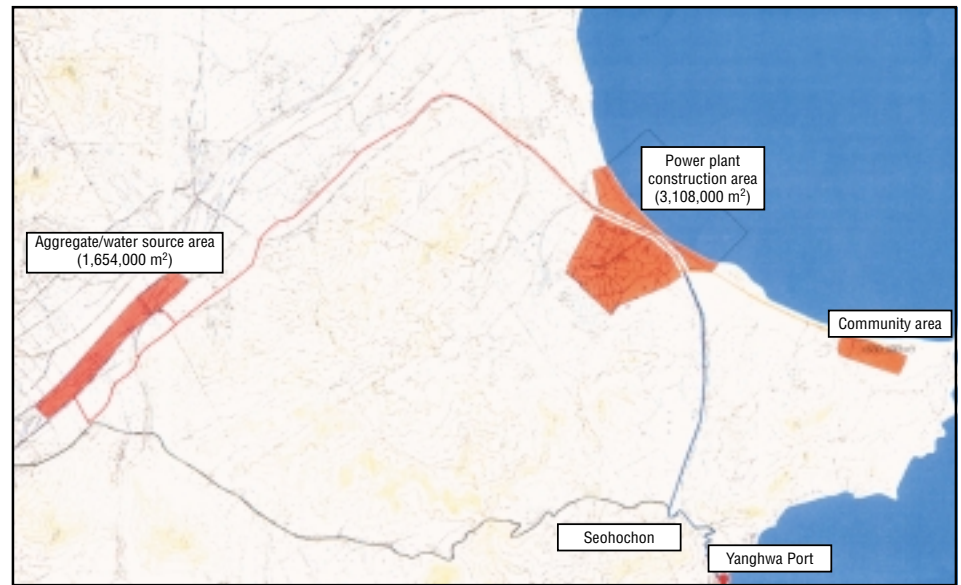 Power plant
construction area
(3,108,000 m²)
Aggregate/water source area
(1,654,000 m²)
Community area
Seohochon
Yanghwa Port